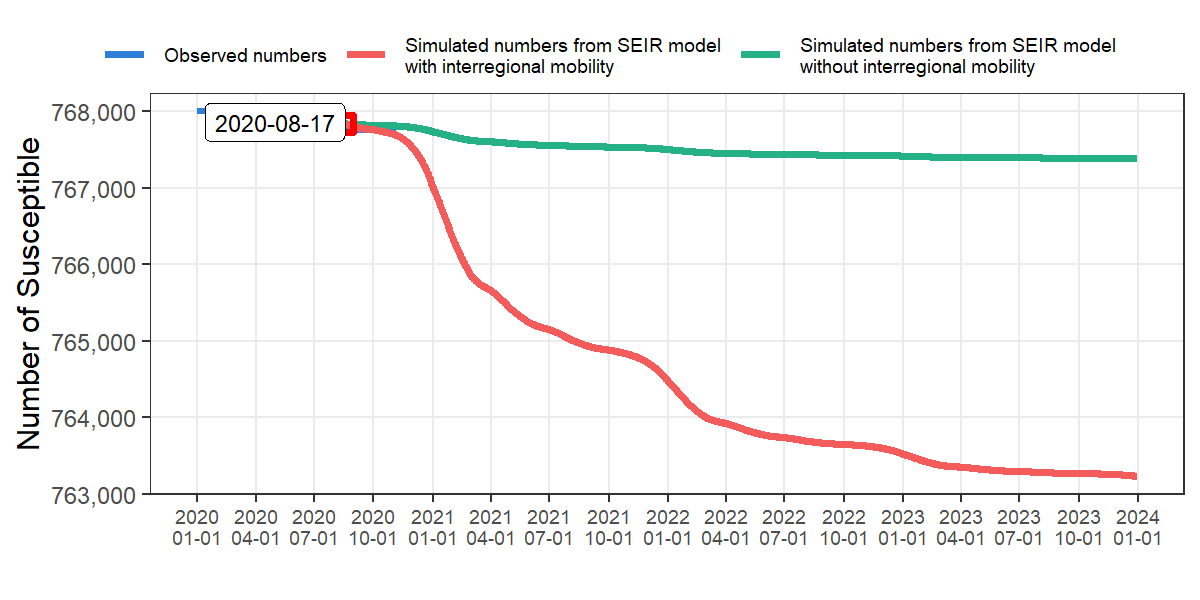 Observed numbers
Simulated numbers from SEIR model
with interregional mobility
Simulated numbers from SEIR model
without interregional mobility
Number of Susceptible
768,000
767,000
766,000
765,000
764,000
763,000
2020-08-17
2020 2020 2020 2020 2021 2021 2021 2021 2022 2022 2022 2022 2023 2023 2023 2023 2024
01-01 04-01 07-01 10-01 01-01 04-01 07-01 10-01 01-01 04-01 07-01 10-01 01-01 04-01 07-01 10-01 01-01